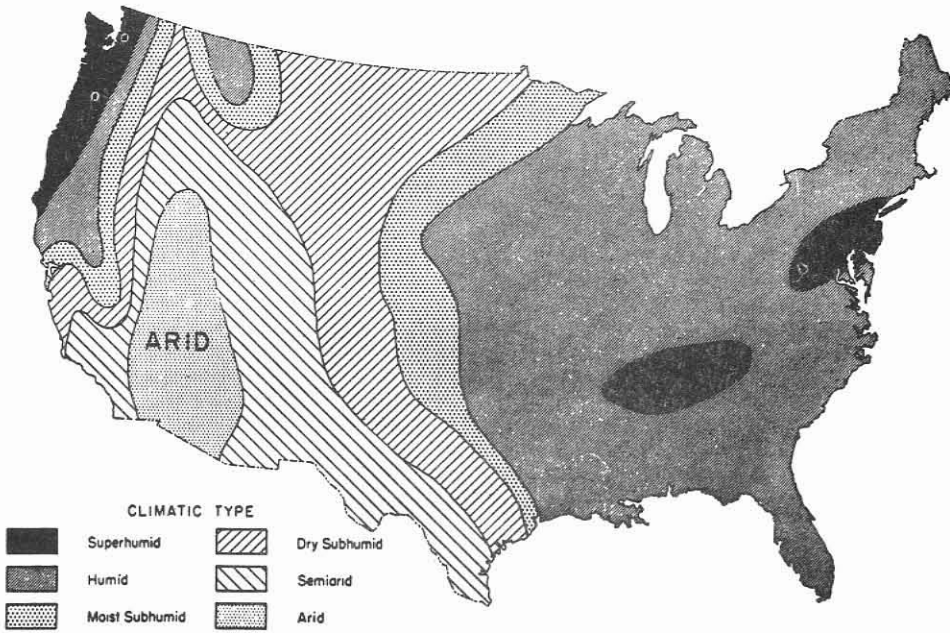 ARID
CLIMATIC TYPE
Superhumid
Dry Subhumid
Humid
Semiarid
Moist Subhumid
Arid